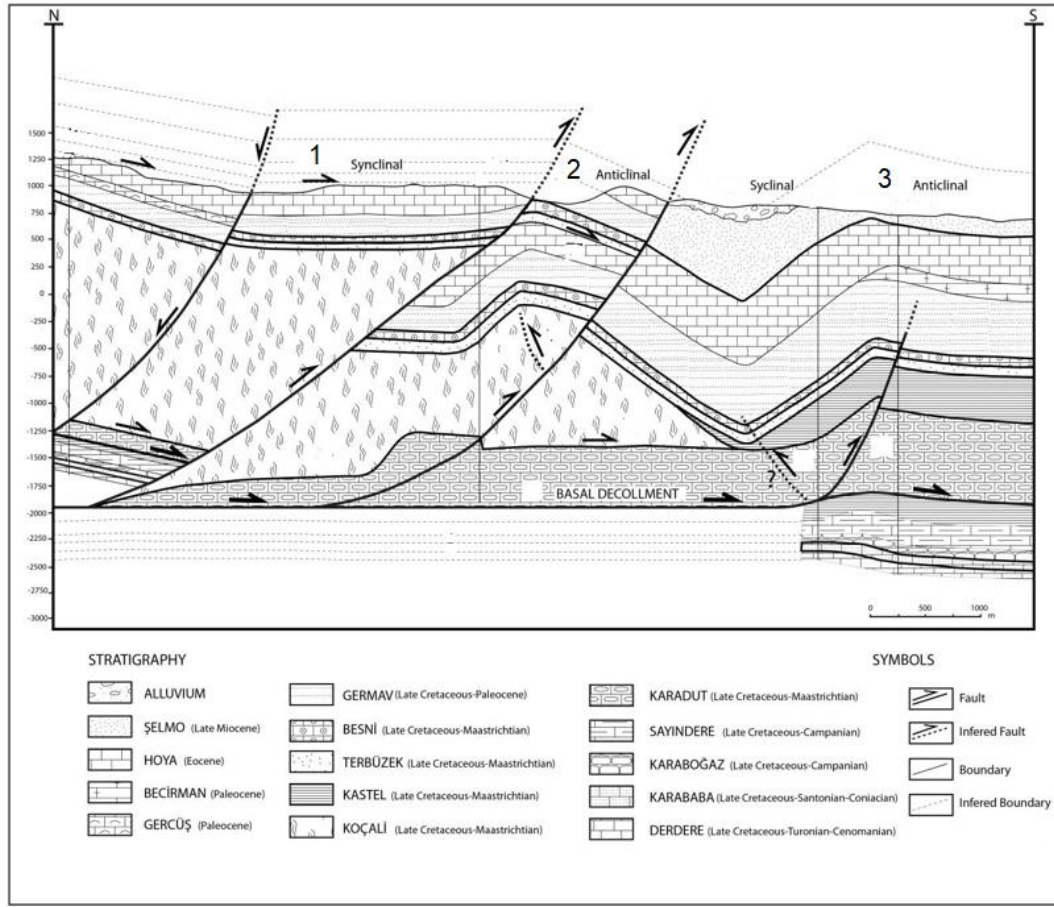 N
S
1
Synclinal
2
Anticlinal
Syclinal
3
Anticlinal
1500
1250
1000
750
500
250
0
-250
-500
-750
-1000
-1250
-1500
-1750
-2000
-2250
-2500
-2750
-3000
?
BASAL DECOLLMENT
0 500 1000
m
STRATIGRAPHY
ALLUVIUM
ŞELMO (Late Miocene)
HOYA (Eocene)
BECİRMAN (Paleocene)
GERCÜŞ (Paleocene)
GERMAV (Late Cretaceous-Paleocene)
BESNİ (Late Cretaceous-Maastrichtian)
TERBÜZEK (Late Cretaceous-Maastrichtian)
KASTEL (Late Cretaceous-Maastrichtian)
KOÇALİ (Late Cretaceous-Maastrichtian)
KARADUT (Late Cretaceous-Maastrichtian)
SAYINDERE (Late Cretaceous-Campanian)
KARABOĞAZ (Late Cretaceous-Campanian)
KARABABA (Late Cretaceous-Santonian-Coniacian)
DERDERE (Late Cretaceous-Turonian-Cenomanian)
SYMBOLS
Fault
Infered Fault
Boundary
Infered Boundary